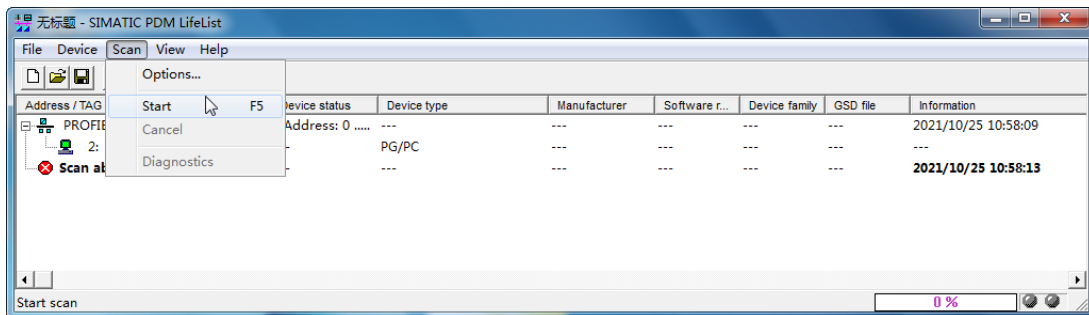 无标题 - SIMATIC PDM LifeList
File Device Scan View Help
Options...
Start F5
Cancel
Diagnostics
Address / TAG Device status Device type Manufacturer Software r... Device family GSD file Information
Address: 0 ..... --- --- --- --- --- 2021/10/25 10:58:09
2: - PG/PC --- --- --- --- ---
Scan - --- --- --- --- --- 2021/10/25 10:58:13
Start scan 0 %